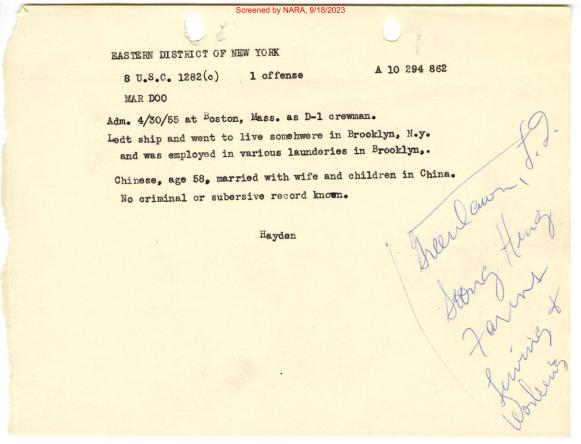 Screened by NARA, 9/18/2023
EASTERN DISTRICT OF NEW YORK
8 U.S.C. 1282(c) 1 offense A 10 294 862
MAR DOO
Adm. 4/30/55 at Boston, Mass. as D-1 crewman.
Ledt ship and went to live somehwere in Brooklyn, N.y.
and was employed in various launderies in Brooklyn,.
Chinese, age 58, married with wife and children in China.
No criminal or subersive record known.
Hayden
Greenlawn, L.I.
Song Hing
Farms
Living &
Working